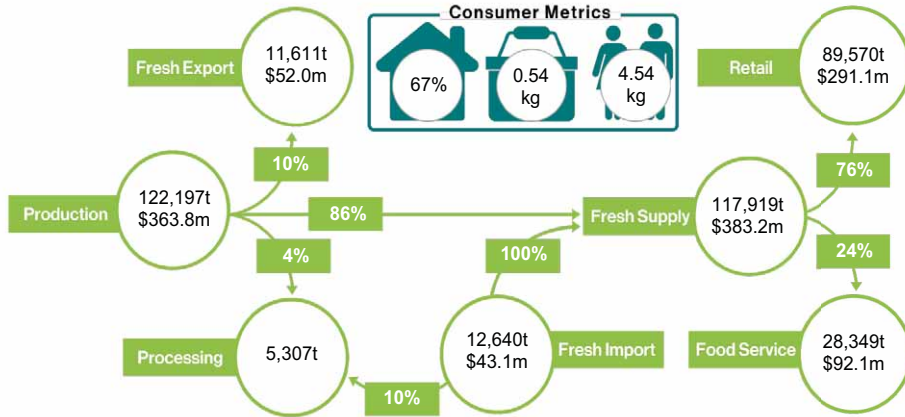 Consumer Metrics
67%
0.54
kg
4.54
kg
Fresh Export
11,611t
$52.0m
Retail
89,570t
$291.1m
10%
76%
Production
122,197t
$363.8m
86%
Fresh Supply
117,919t
$383.2m
4%
100%
24%
Processing
5,307t
10%
12,640t
$43.1m
Fresh Import
Food Service
28,349t
$92.1m